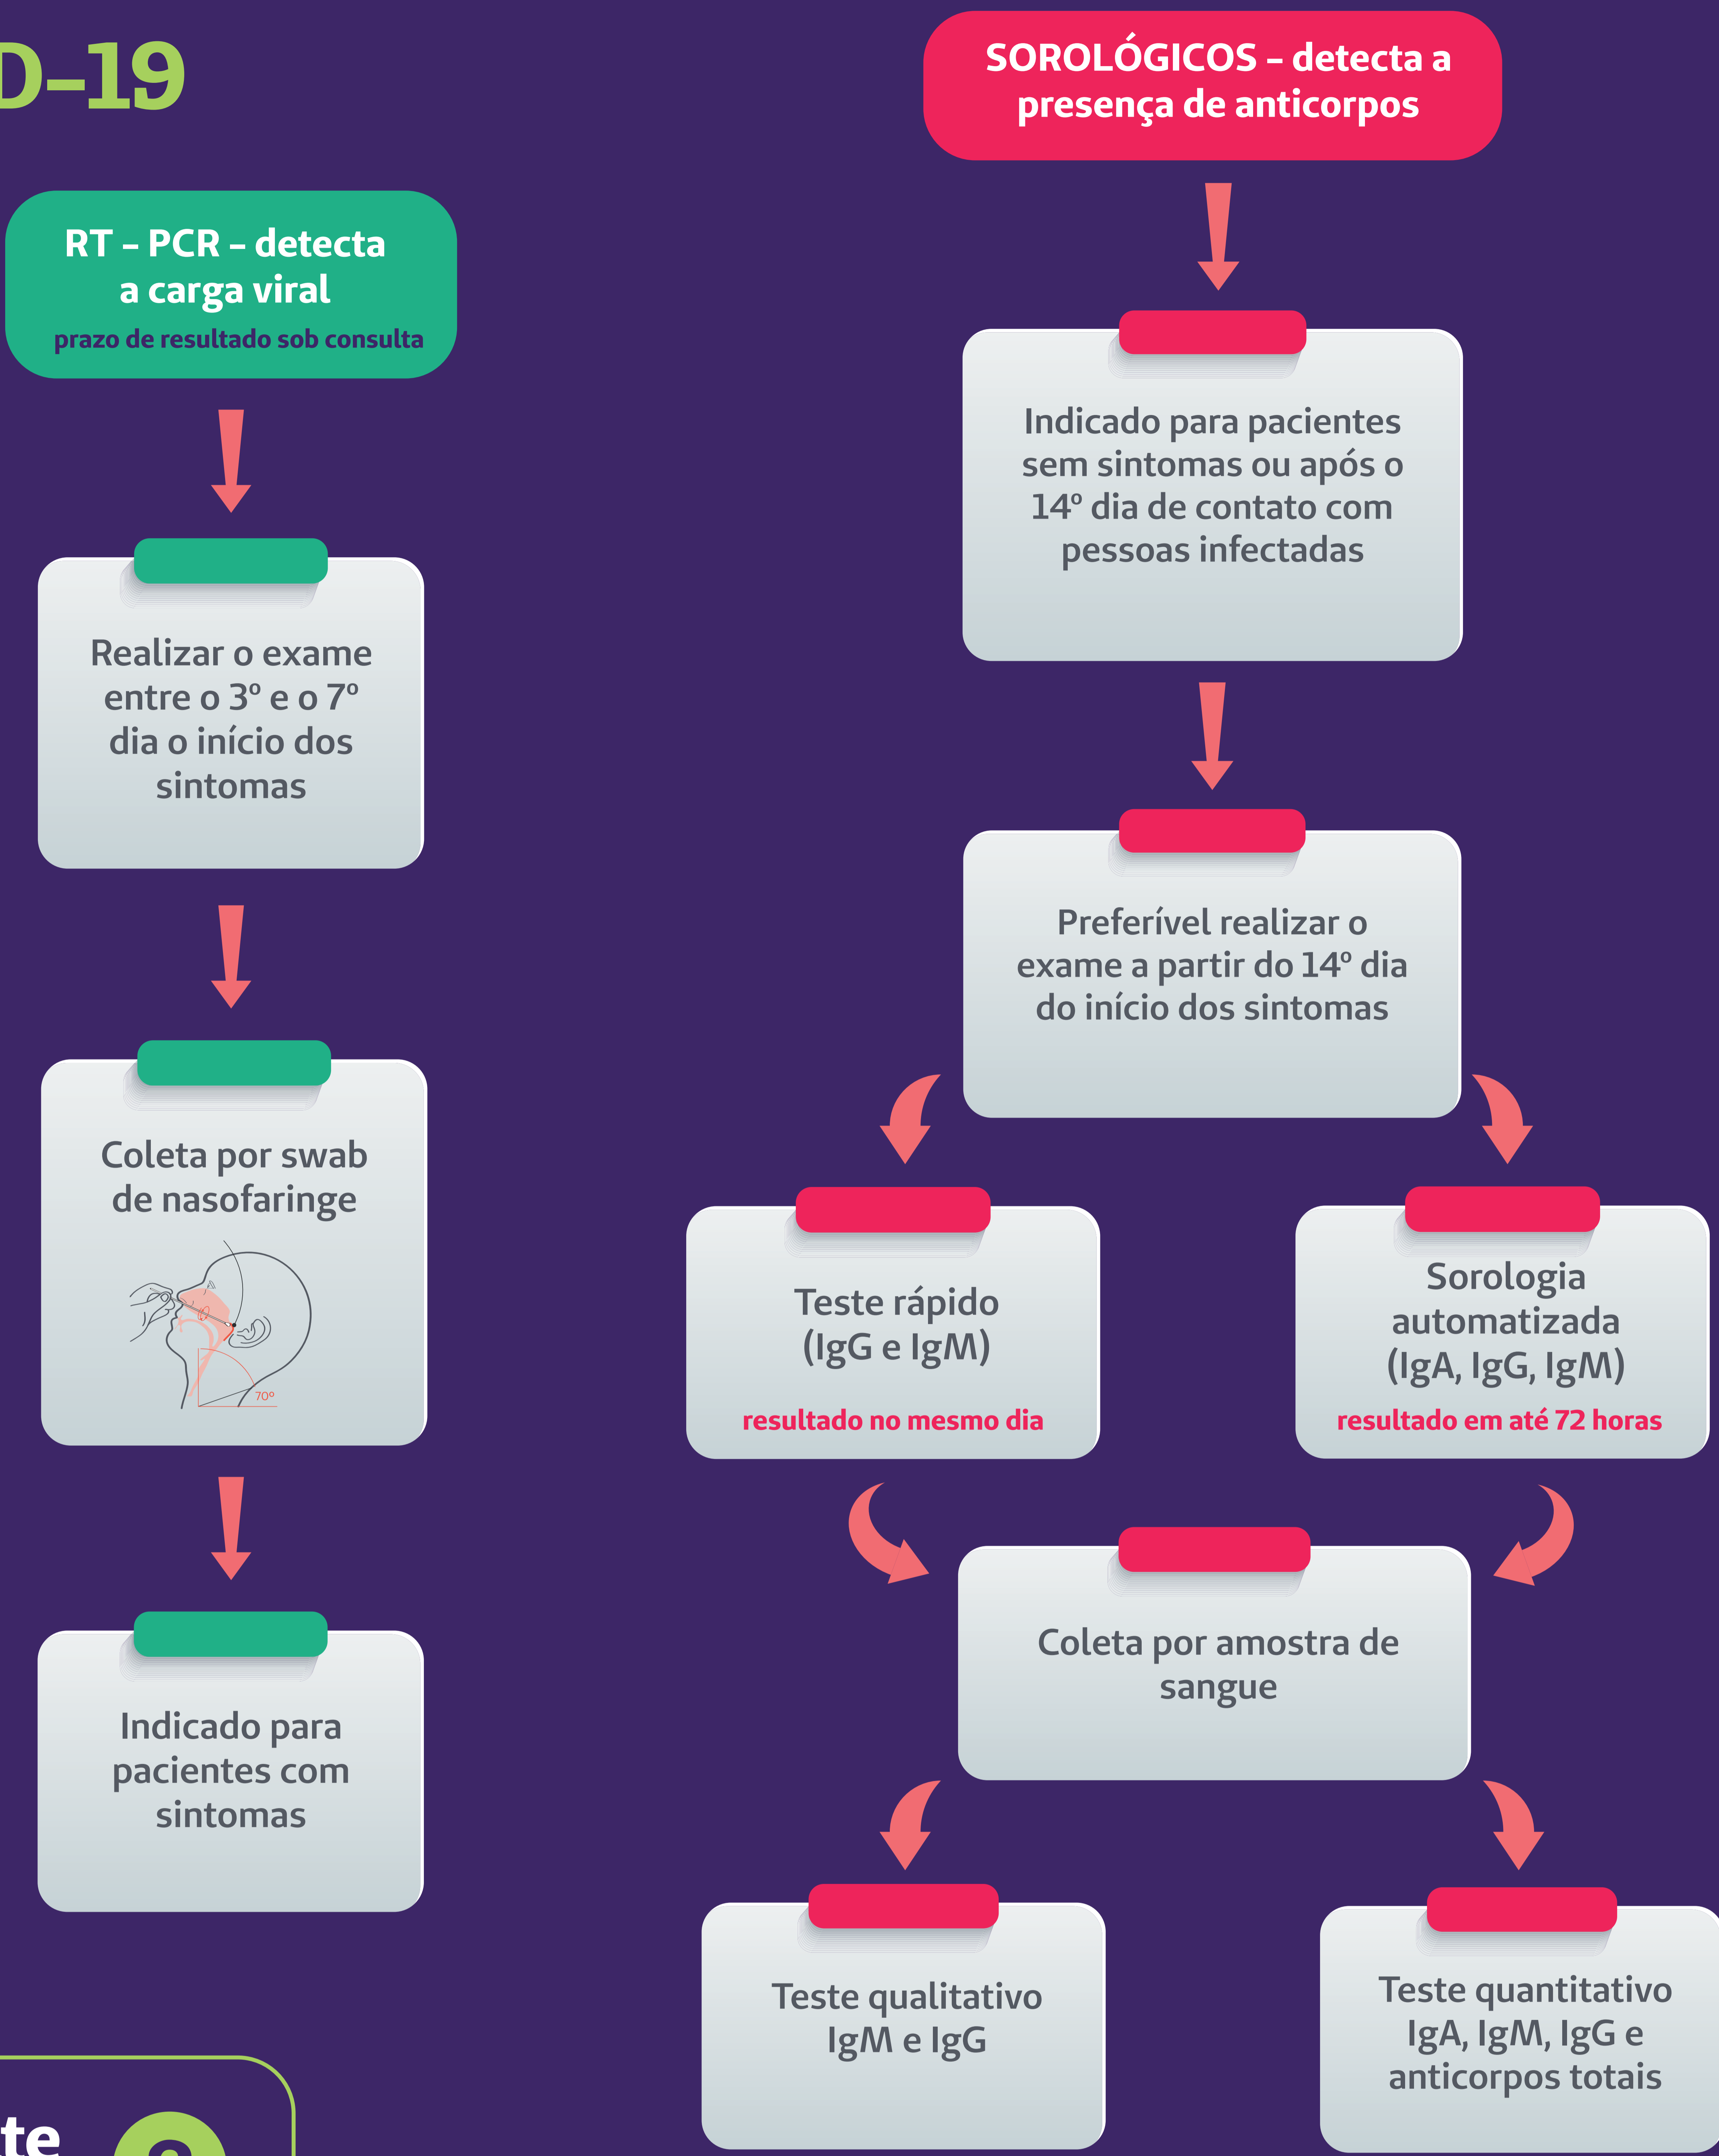 D-19
RT – PCR – detecta
a carga viral
prazo de resultado sob consulta
Realizar o exame
entre o 3º e o 7º
dia o início dos
sintomas
Coleta por swab
de nasofaringe
70º
Indicado para
pacientes com
sintomas
te
SOROLÓGICOS – detecta a
presença de anticorpos
Indicado para pacientes
sem sintomas ou após o
14º dia de contato com
pessoas infectadas
Preferível realizar o
exame a partir do 14º dia
do início dos sintomas
Teste rápido
(IgG e IgM)
resultado no mesmo dia
Sorologia
automatizada
(IgA, IgG, IgM)
resultado em até 72 horas
Coleta por amostra de
sangue
Teste qualitativo
IgM e IgG
Teste quantitativo
IgA, IgM, IgG e
anticorpos totais